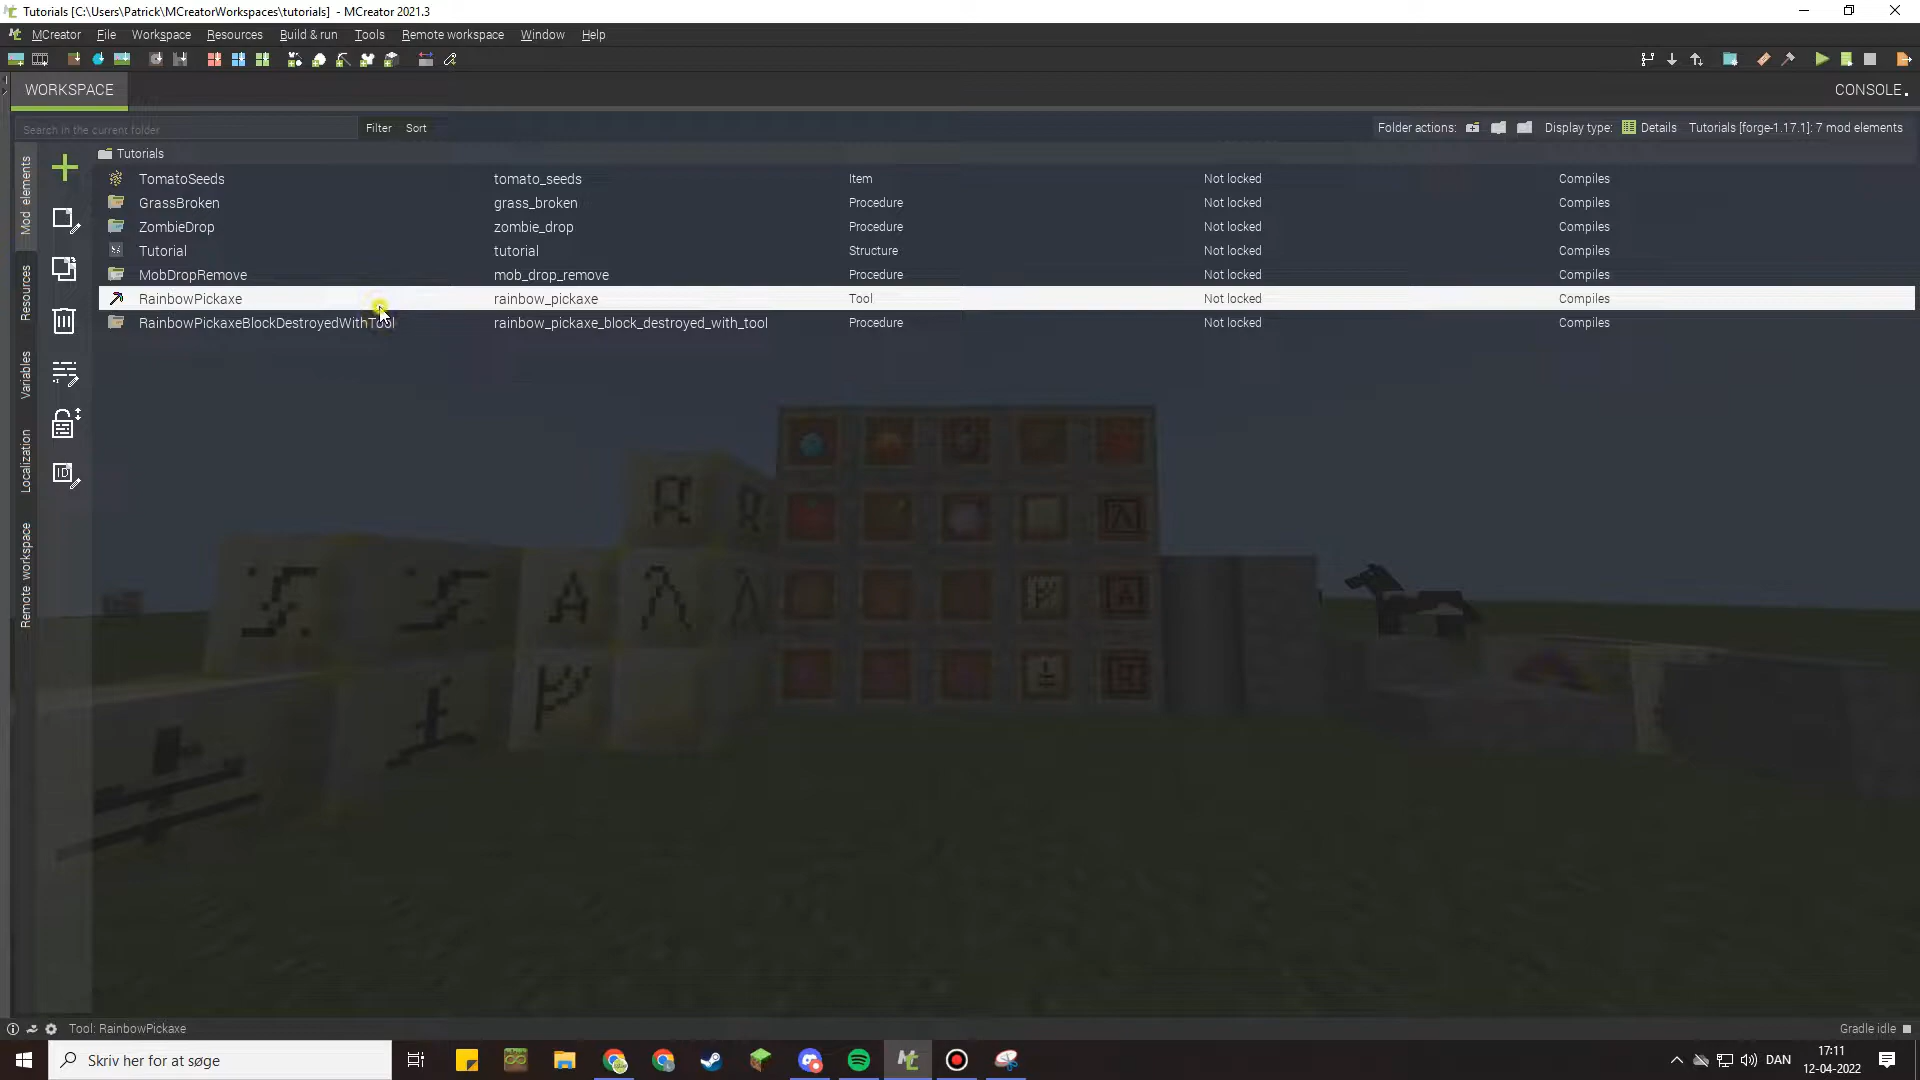 Tutorials [C:\Users\Patrick\MCreatorWorkspaces\tutorials] - MCreator 2021.3
MCreator File Workspace Resources Build & run Tools Remote workspace Window Help
WORKSPACE
CONSOLE
Search in the current folder
Filter Sort
Folder actions: Display type: Details Tutorials [forge-1.17.1]: 7 mod elements
Tutorials
TomatoSeeds tomato_seeds Item Not locked Compiles
GrassBroken grass_broken Procedure Not locked Compiles
ZombieDrop zombie_drop Procedure Not locked Compiles
Tutorial tutorial Structure Not locked Compiles
MobDropRemove mob_drop_remove Procedure Not locked Compiles
RainbowPickaxe rainbow_pickaxe Tool Not locked Compiles
RainbowPickaxeBlockDestroyedWithTool rainbow_pickaxe_block_destroyed_with_tool Procedure Not locked Compiles
Mod elements
Resources
Variables
Localization
Remote workspace
ID
Tool: RainbowPickaxe
Gradle idle
Skriv her for at søge
DAN
17:11
12-04-2022